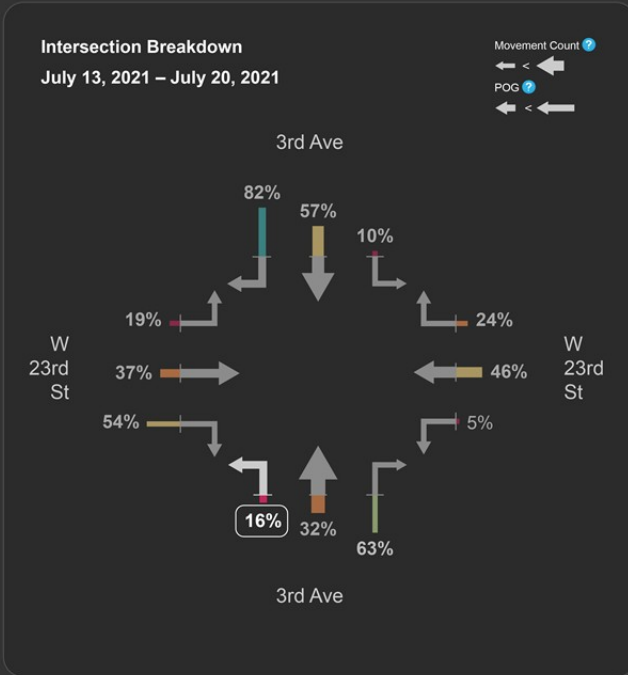 Intersection Breakdown
July 13, 2021 – July 20, 2021
Movement Count ?
<
POG ?
<
3rd Ave
82%
57%
10%
19%
24%
W
23rd
St
37%
46%
W
23rd
St
54%
5%
16%
32%
63%
3rd Ave